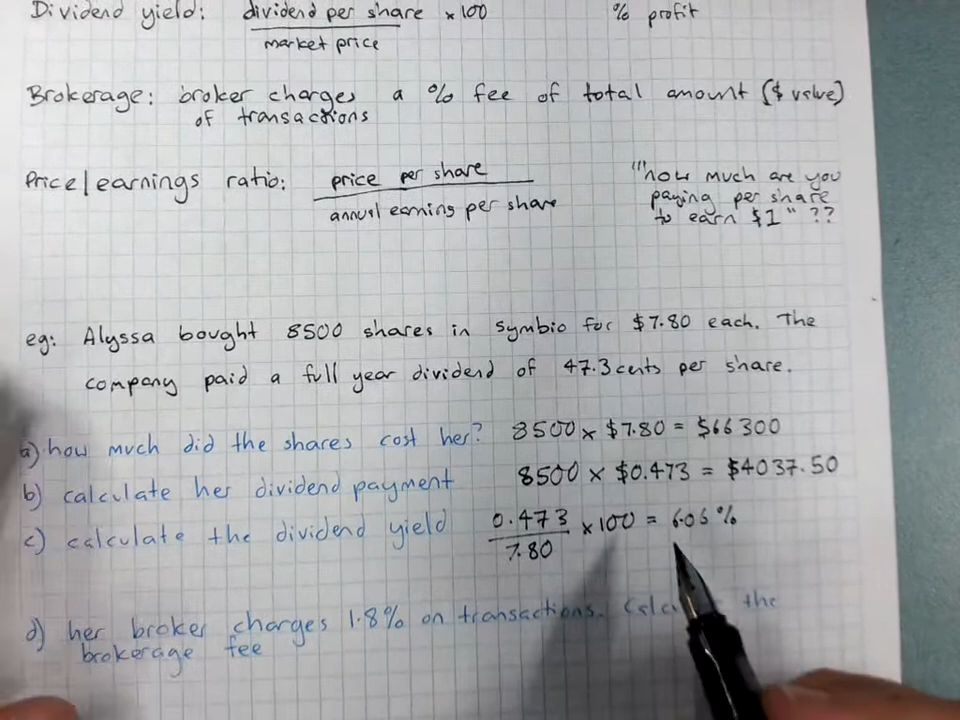 Dividend yield: dividend per share × 100 % profit
market price
Brokerage: broker charges a % fee of total amount ($ value)
of transactions
Price/earnings ratio: price per share "how much are you
annual earning per share paying per share
to earn $1" ??
eg: Alyssa bought 8500 shares in symbio for $7.80 each. The
company paid a full year dividend of 47.3 cents per share.
a) how much did the shares cost her? 8500 × $7.80 = $66 300
b) calculate her dividend payment 8500 × $0.473 = $4037.50
c) calculate the dividend yield 0.473 × 100 = 6.06%
7.80
d) her broker charges 1.8% on transactions. the
brokerage fee